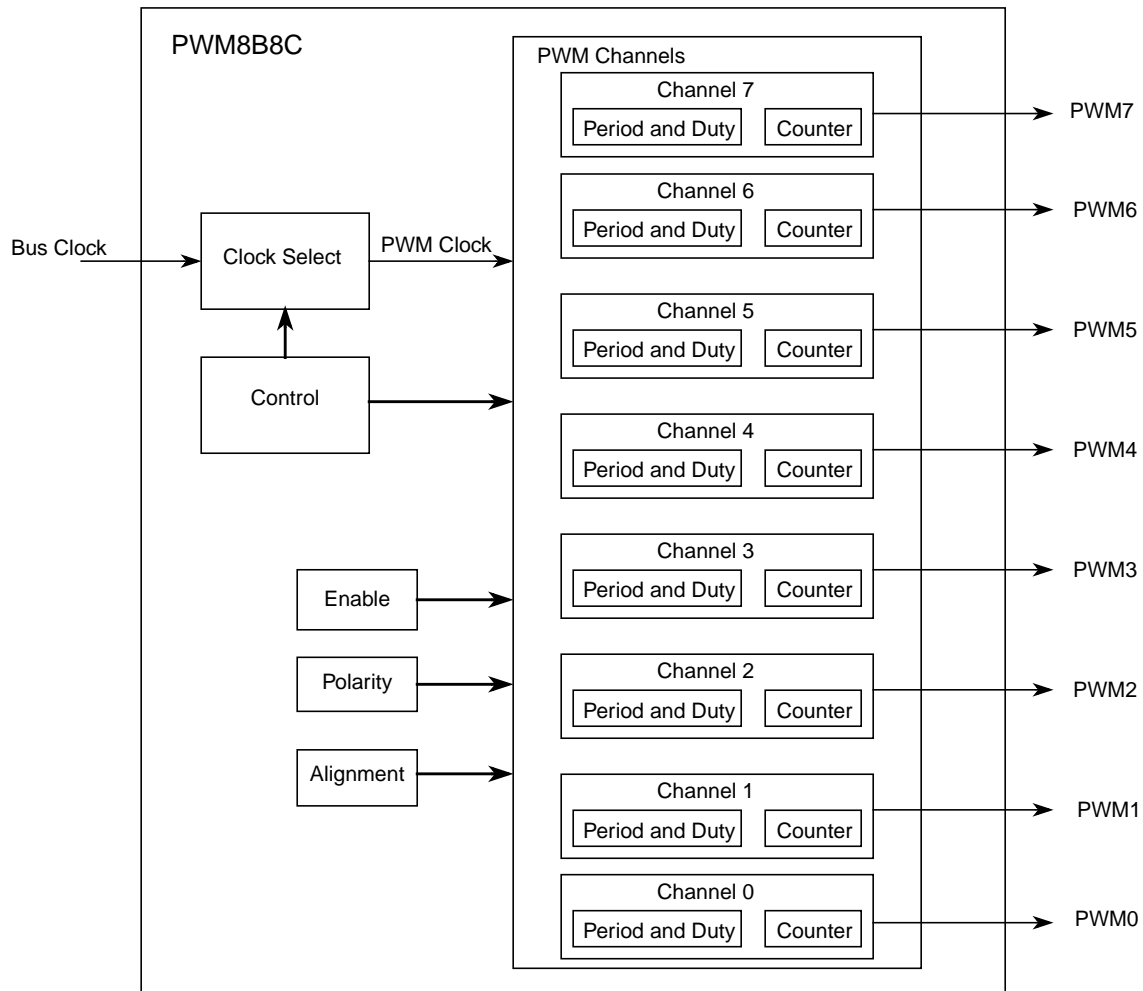 PWM8B8C
PWM Channels
Channel 7
Period and Duty
Counter
PWM7
Channel 6
Period and Duty
Counter
PWM6
Bus Clock
Clock Select
PWM Clock
Channel 5
Period and Duty
Counter
PWM5
Control
Channel 4
Period and Duty
Counter
PWM4
Channel 3
Period and Duty
Counter
PWM3
Enable
Polarity
Alignment
Channel 2
Period and Duty
Counter
PWM2
Channel 1
Period and Duty
Counter
PWM1
Channel 0
Period and Duty
Counter
PWM0